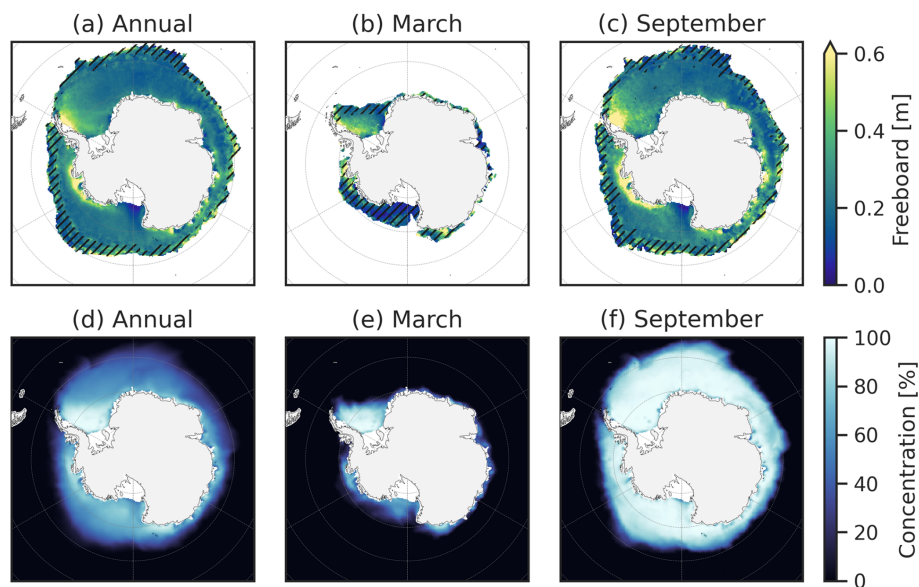 (a) Annual
(b) March
(c) September
0.6
0.4
0.2
0.0
Freeboard [m]
(d) Annual
(e) March
(f) September
100
80
60
40
20
0
Concentration [%]